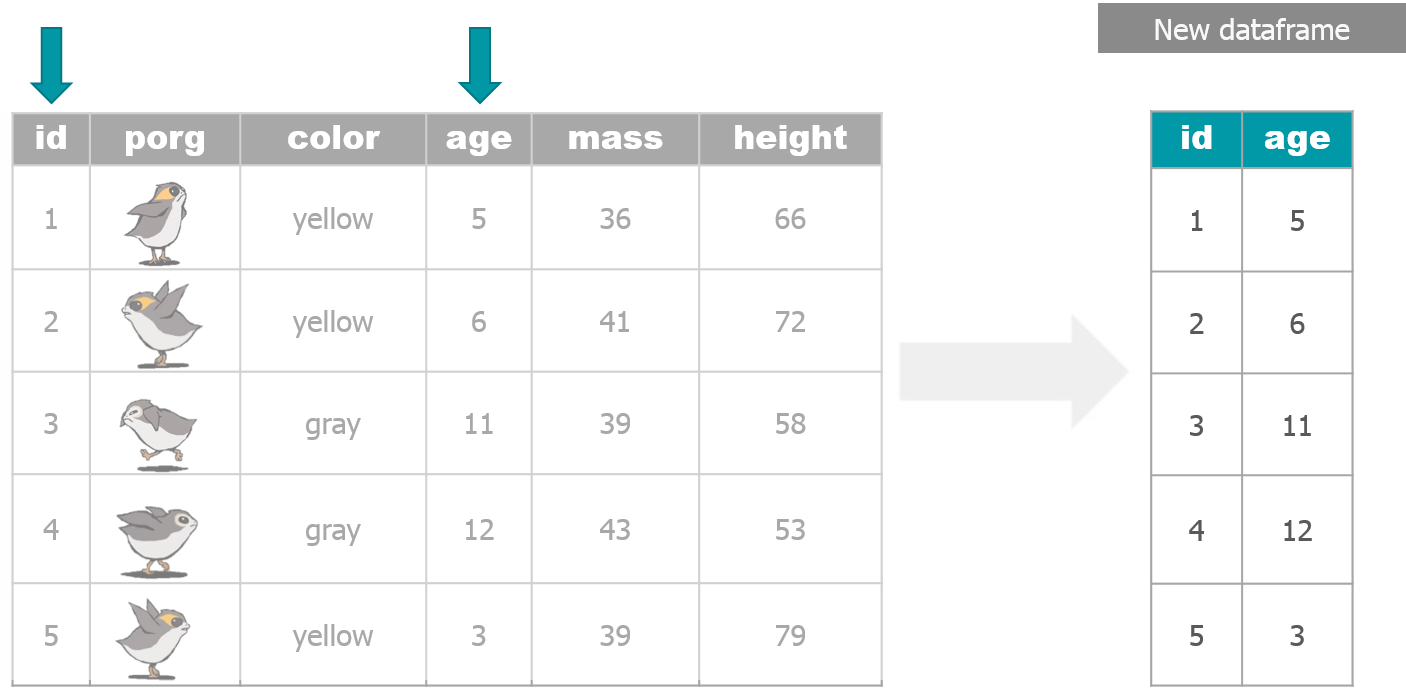 New dataframe
id porg color age mass height
1 yellow 5 36 66
2 yellow 6 41 72
3 gray 11 39 58
4 gray 12 43 53
5 yellow 3 39 79
id age
1 5
2 6
3 11
4 12
5 3